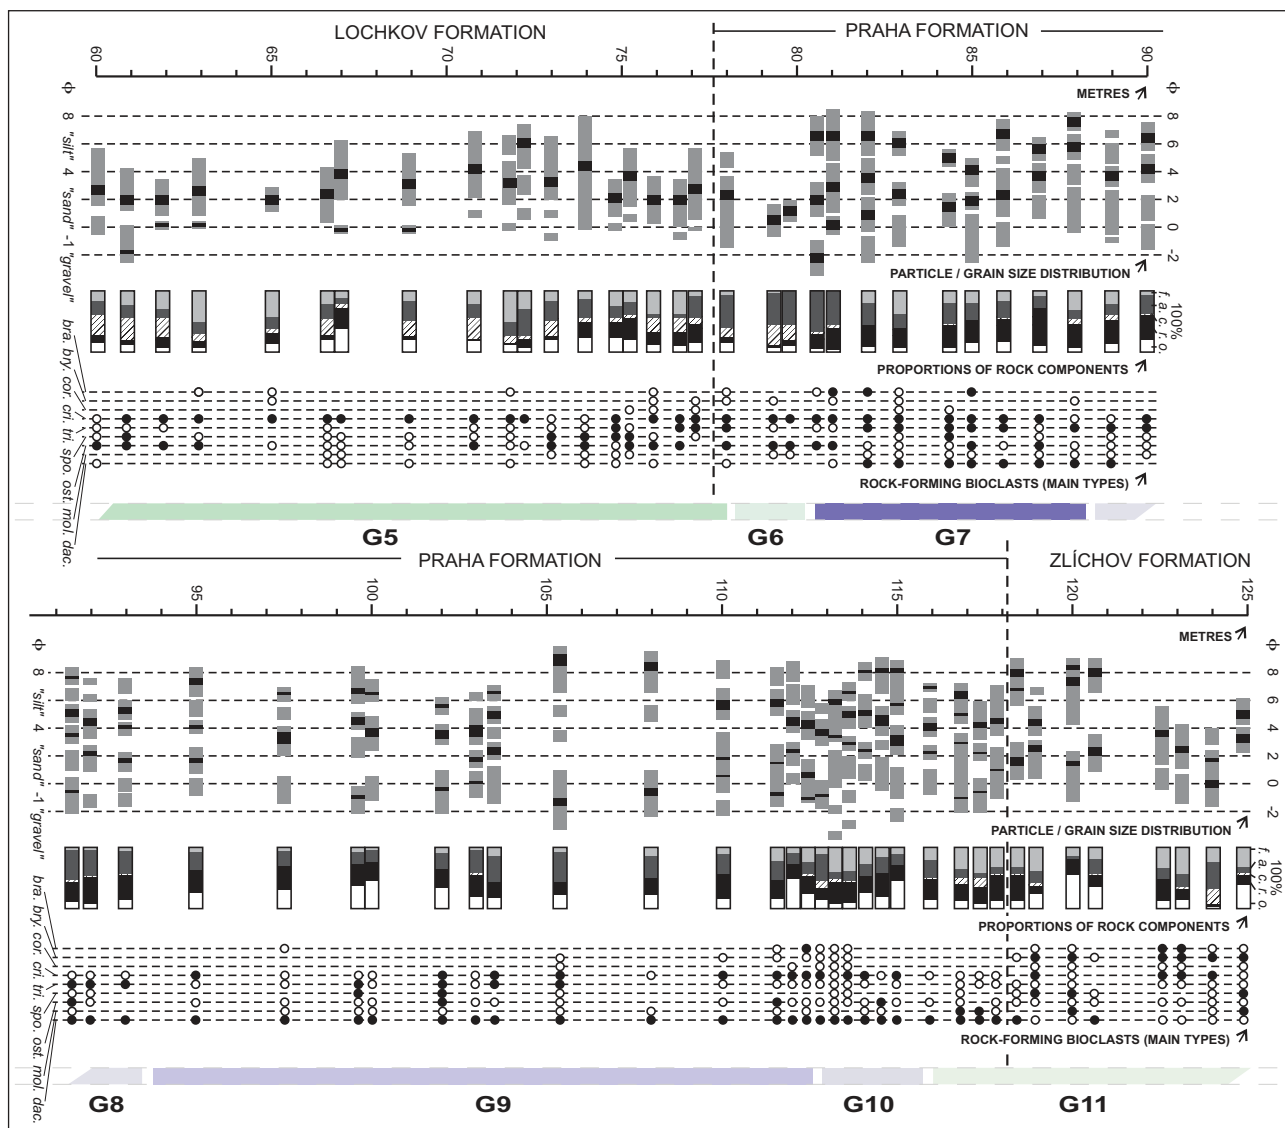 LOCHKOV FORMATION
PRAHA FORMATION
60 65 70 75 80 85 90
METRES
Φ Φ
8 8
"silt" 6 6
4 4
"sand" 2 2
0
-1
"gravel" -2
PARTICLE / GRAIN SIZE DISTRIBUTION
100%
f. a. c. r. o.
PROPORTIONS OF ROCK COMPONENTS
bra. bry. cor. cri. tri. spo. ost. mol. dac.
ROCK-FORMING BIOCLASTS (MAIN TYPES)
G5 G6 G7
PRAHA FORMATION
ZLÍCHOV FORMATION
95 100 105 110 115 120 125
METRES
Φ Φ
8 8
"silt" 6 6
4 4
"sand" 2 2
0
-1
"gravel" -2
PARTICLE / GRAIN SIZE DISTRIBUTION
100%
f. a. c. r. o.
PROPORTIONS OF ROCK COMPONENTS
bra. bry. cor. cri. tri. spo. ost. mol. dac.
ROCK-FORMING BIOCLASTS (MAIN TYPES)
G8 G9 G10 G11